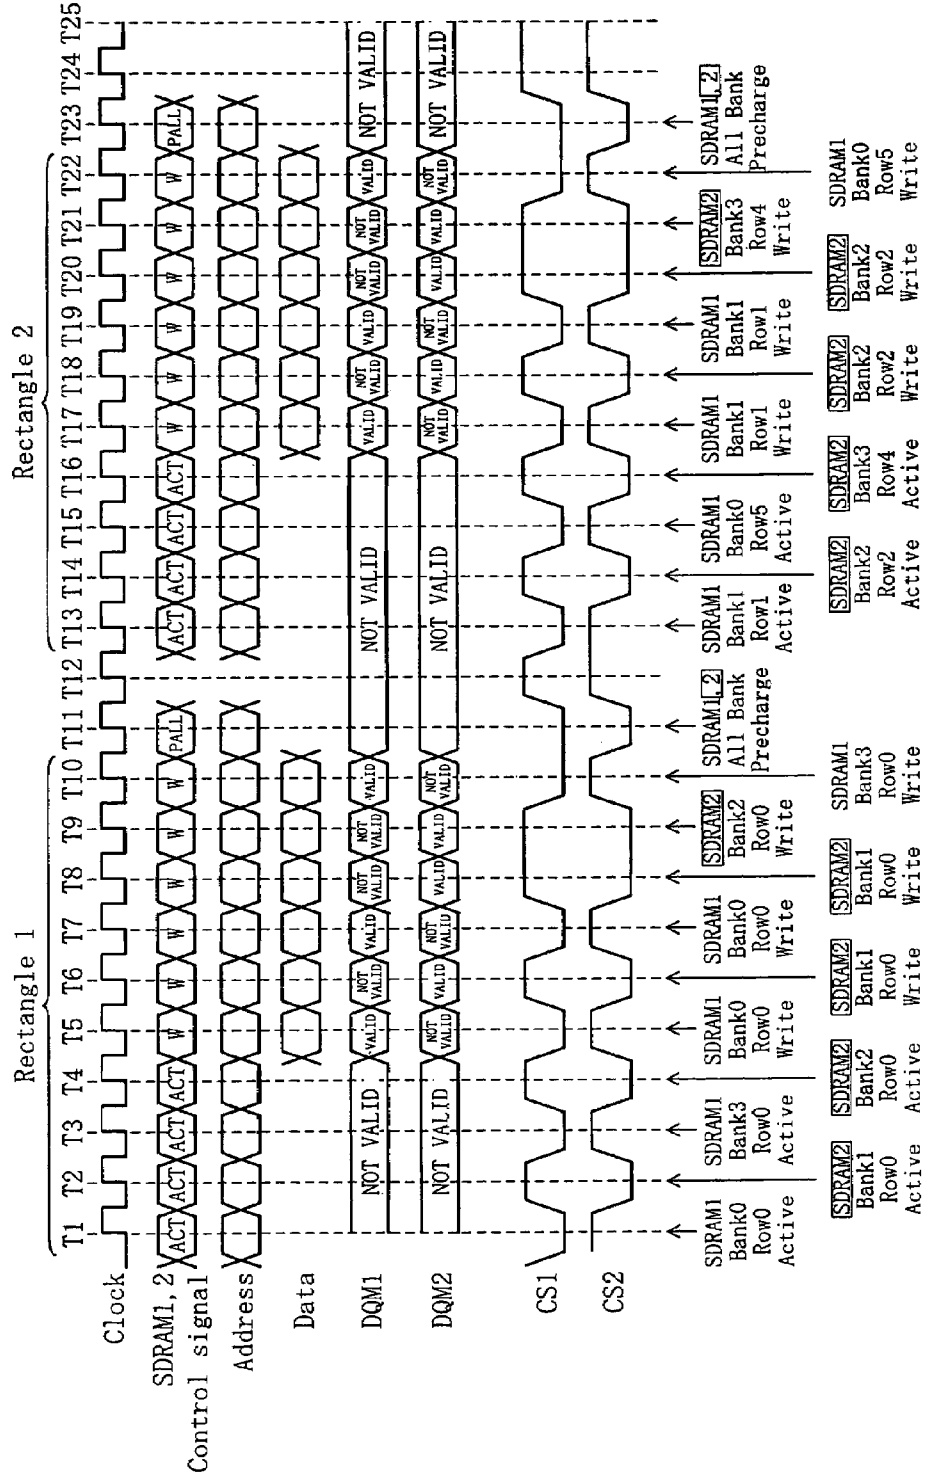 Rectangle 1
Rectangle 2
T1 T2 T3 T4 T5 T6 T7 T8 T9 T10 T11 T12 T13 T14 T15 T16 T17 T18 T19 T20 T21 T22 T23 T24 T25
Clock
SDRAM1, 2
Control signal
ACT ACT ACT ACT W W W W W W PALL ACT ACT ACT ACT W W W W W W PALL
Address
Data
DQM1
NOT VALID VALID NOT VALID VALID NOT VALID NOT VALID VALID NOT VALID VALID NOT VALID VALID NOT VALID NOT VALID VALID NOT VALID
DQM2
NOT VALID NOT VALID VALID NOT VALID VALID VALID NOT VALID NOT VALID NOT VALID VALID NOT VALID VALID VALID NOT VALID NOT VALID
CS1
CS2
SDRAM1
Bank0
Row0
Active
SDRAM2
Bank1
Row0
Active
SDRAM1
Bank3
Row0
Active
SDRAM2
Bank2
Row0
Active
SDRAM1
Bank0
Row0
Write
SDRAM2
Bank1
Row0
Write
SDRAM1
Bank0
Row0
Write
SDRAM2
Bank1
Row0
Write
SDRAM2
Bank2
Row0
Write
SDRAM1
Bank3
Row0
Write
SDRAM1, 2
All Bank
Precharge
SDRAM1
Bank1
Row1
Active
SDRAM2
Bank2
Row2
Active
SDRAM1
Bank0
Row5
Active
SDRAM2
Bank3
Row4
Active
SDRAM1
Bank1
Row1
Write
SDRAM2
Bank2
Row2
Write
SDRAM1
Bank1
Row1
Write
SDRAM2
Bank2
Row2
Write
SDRAM2
Bank3
Row4
Write
SDRAM1
Bank0
Row5
Write
SDRAM1, 2
All Bank
Precharge